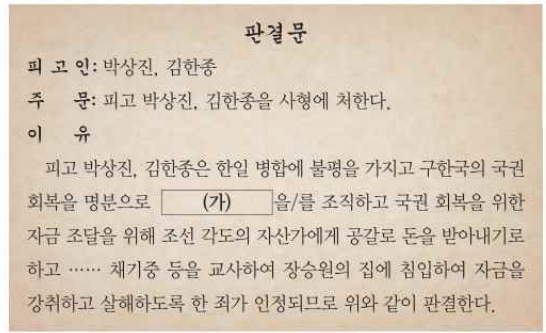 판결문
피 고 인: 박상진, 김한종
주 문: 피고 박상진, 김한종을 사형에 처한다.
이 유
피고 박상진, 김한종은 한일 병합에 불평을 가지고 구한국의 국권
회복을 명분으로 (가) 을/를 조직하고 국권 회복을 위한
자금 조달을 위해 조선 각도의 자산가에게 공갈로 돈을 받아내기로
하고 …… 채기중 등을 교사하여 장승원의 집에 침입하여 자금을
강취하고 살해하도록 한 죄가 인정되므로 위와 같이 판결한다.